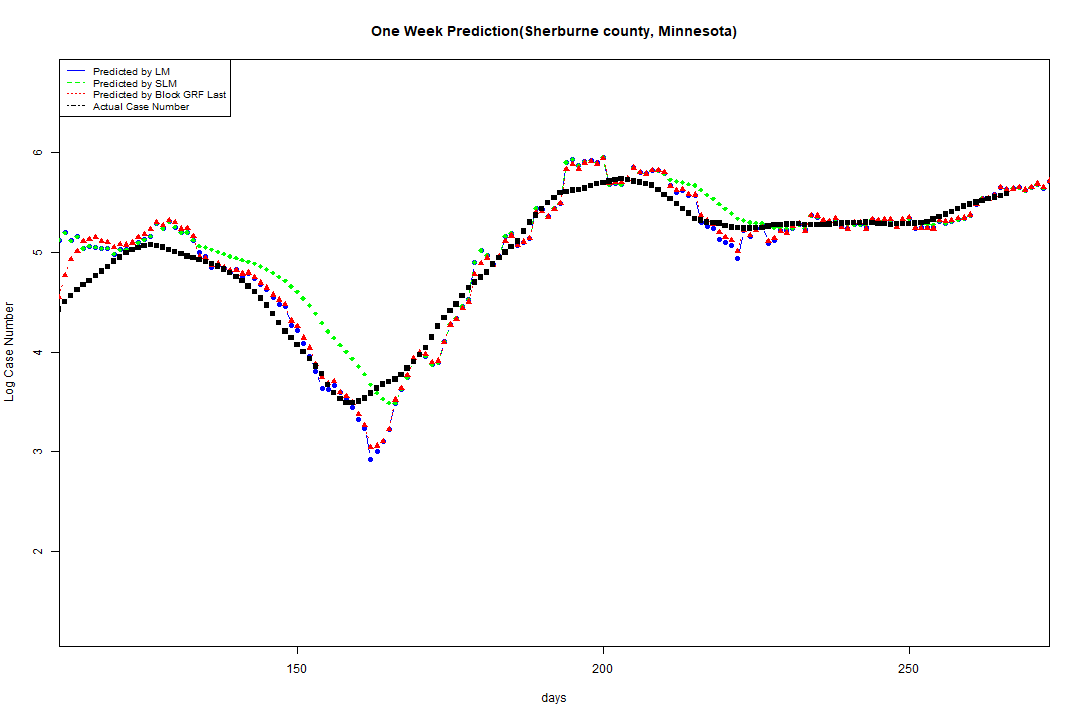 One Week Prediction(Sherburne county, Minnesota)
Predicted by LM
Predicted by SLM
Predicted by Block GRF Last
Actual Case Number
6
5
4
3
2
Log Case Number
150
200
250
days